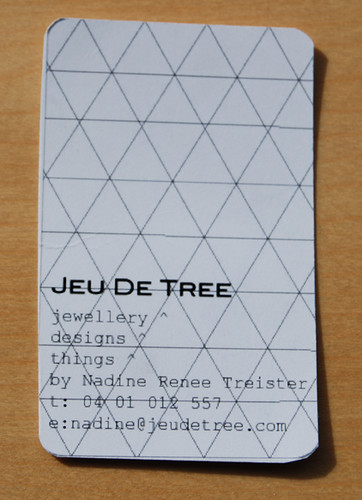 JEU DE TREE
jewellery ^
designs ^
things ^
by Nadine Renee Treister
t: 04 01 012 557
e:nadine@jeudetree.com